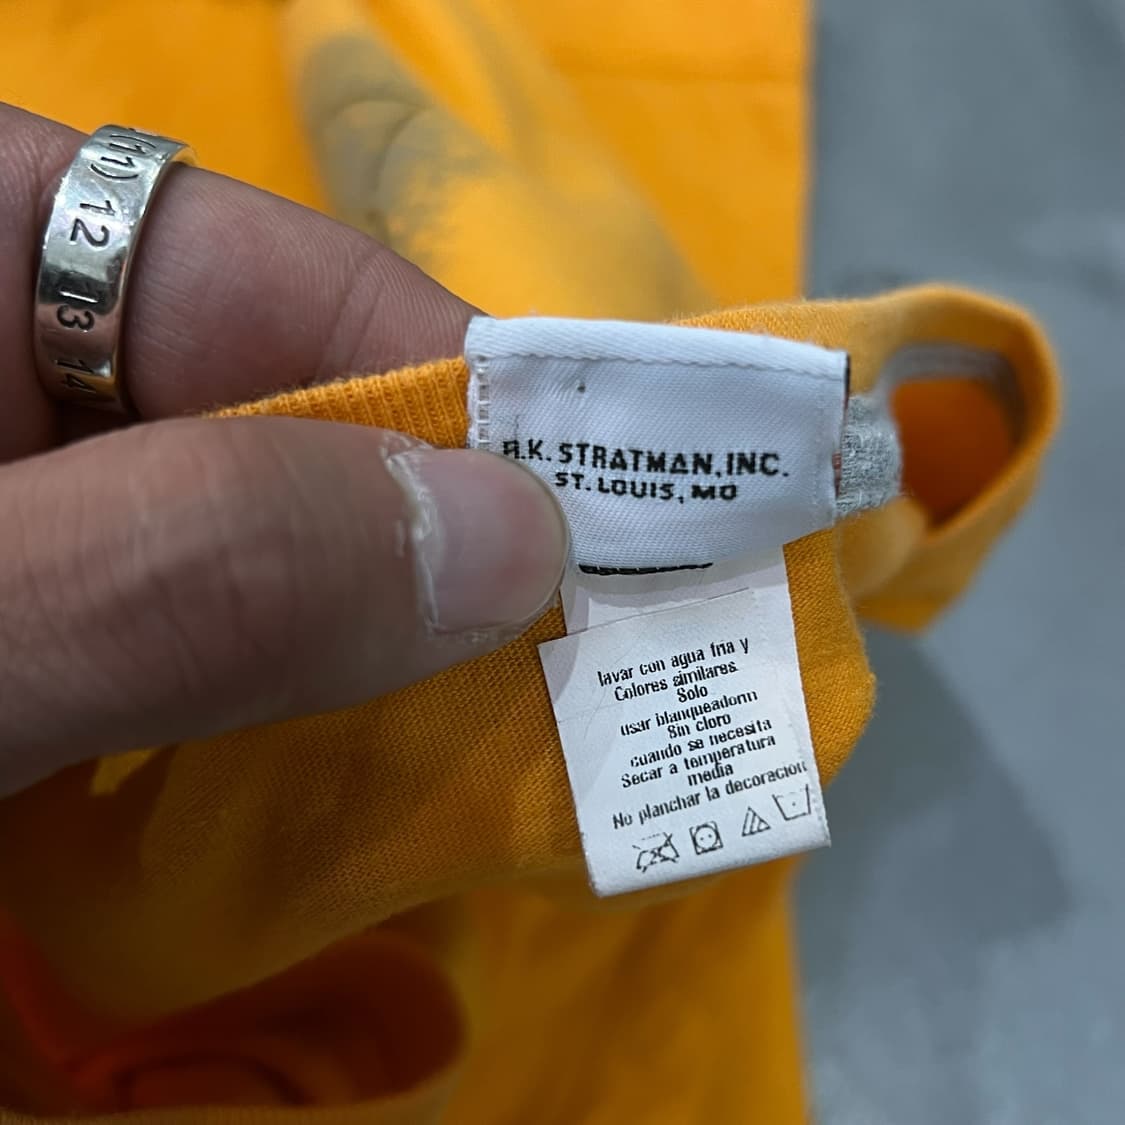 (11)
12
13
14
R.K. STRATMAN, INC.
ST. LOUIS, MO
lavar con agua fria y
Colores similares.
Solo
usar blanqueadorm
Sin cloro
cuando se necesita
Secar a temperatura
media
No planchar la decoracion